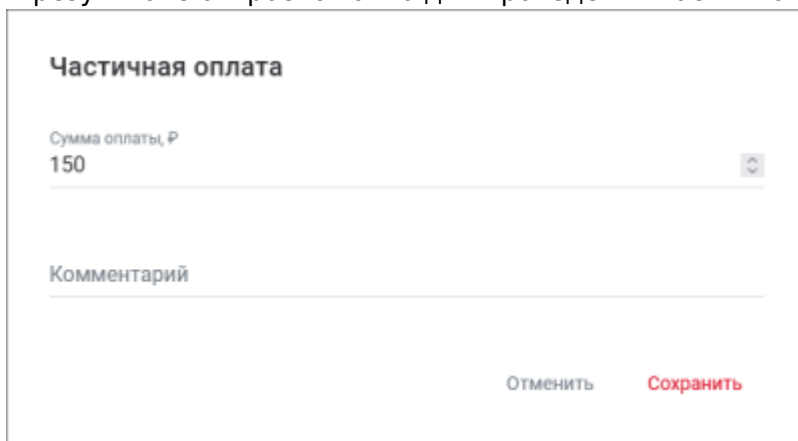 Частичная оплата
Сумма оплаты, ₽
150
Комментарий
Отменить Сохранить